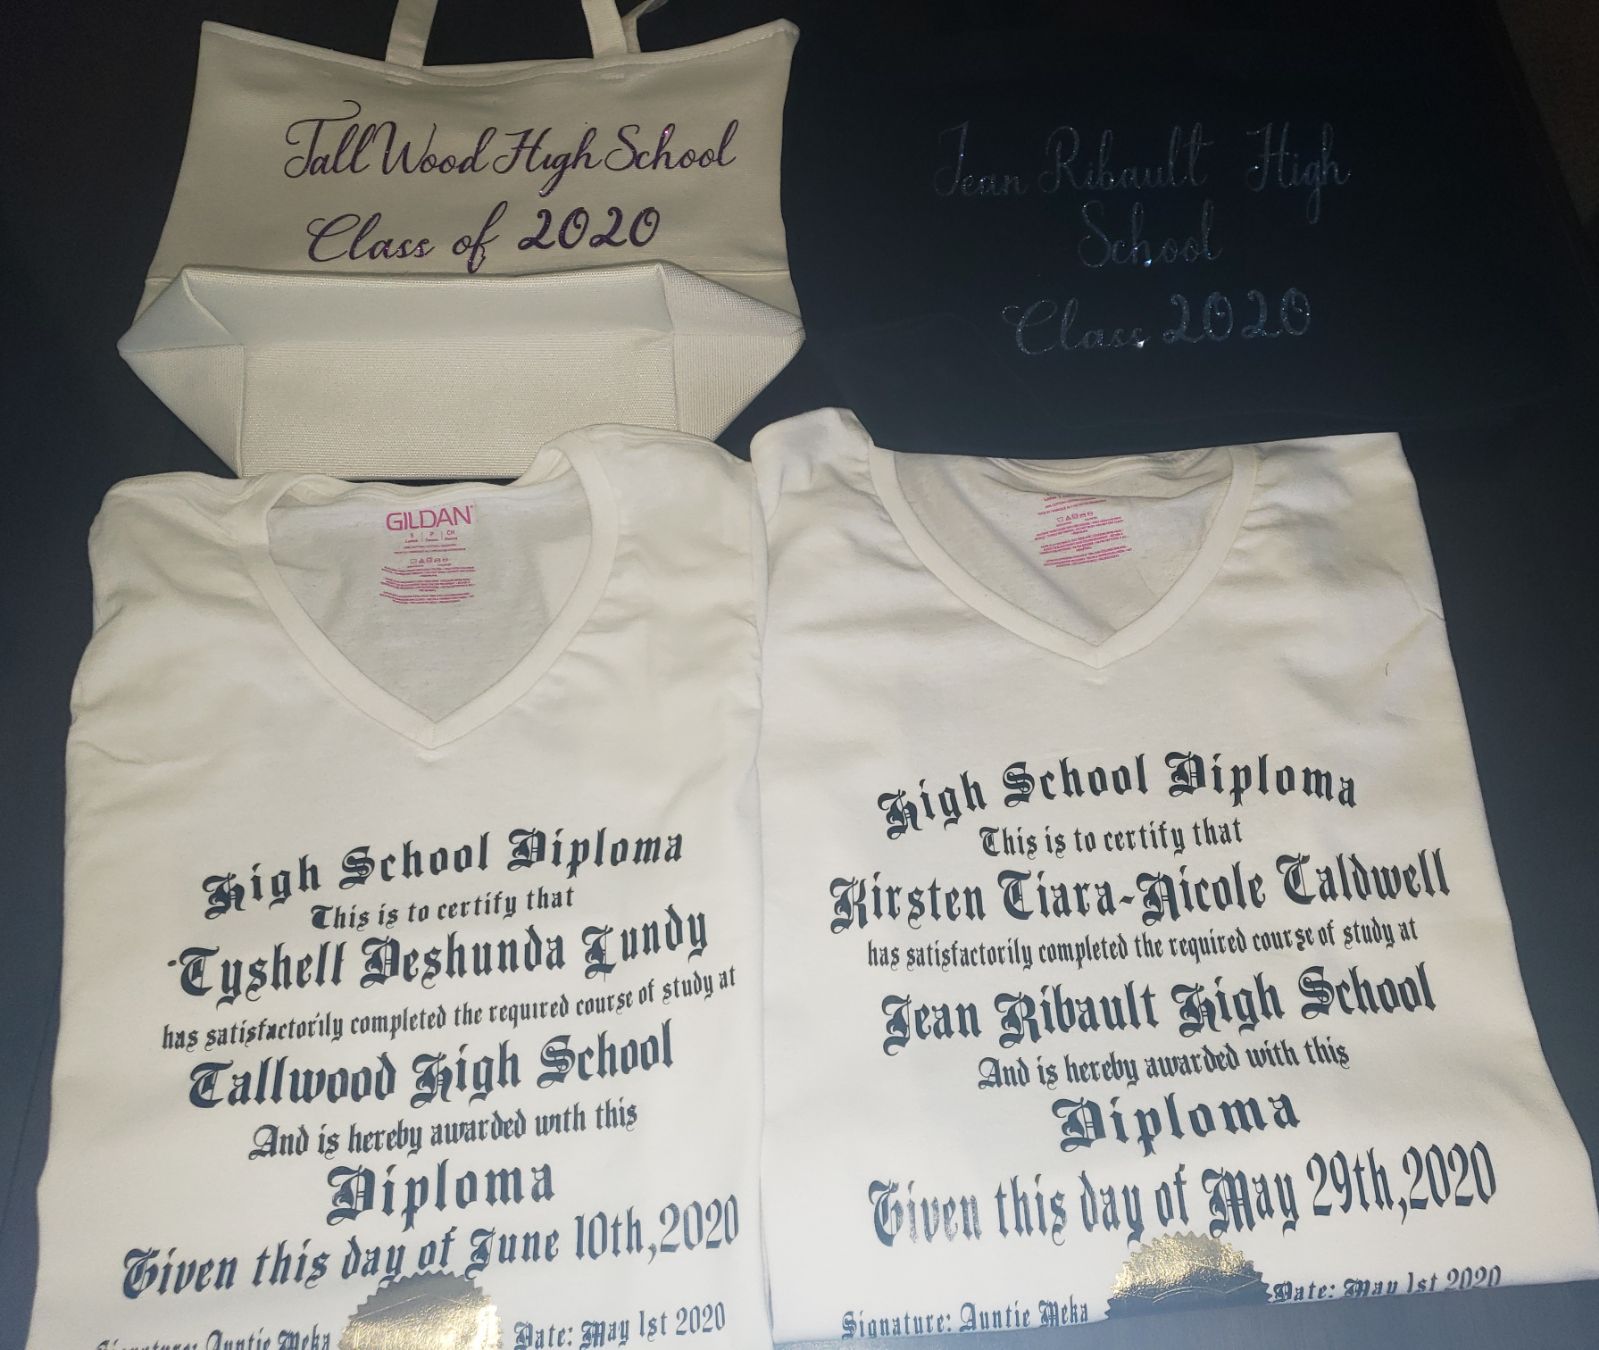 Tall Wood High School
Class of 2020
Jean Ribault High
School
Class 2020
GILDAN
High School Diploma
This is to certify that
Tyshell Deshunda Lundy
has satisfactorily completed the required course of study at
Tallwood High School
And is hereby awarded with this
Diploma
Given this day of June 10th,2020
Signature: Auntie Meka Date: May 1st 2020
High School Diploma
This is to certify that
Kirsten Tiara-Nicole Caldwell
has satisfactorily completed the required course of study at
Jean Ribault High School
And is hereby awarded with this
Diploma
Given this day of May 29th,2020
Signature: Auntie Meka Date: May 1st 2020